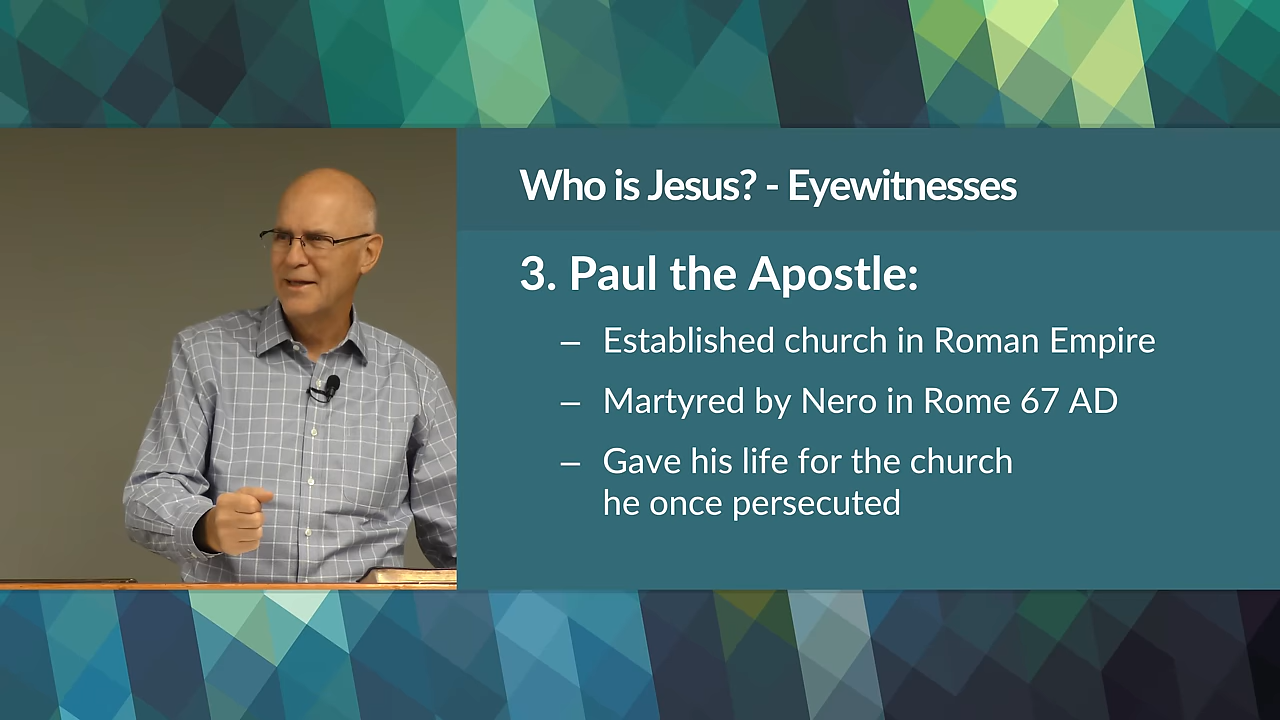 Who is Jesus? - Eyewitnesses
3. Paul the Apostle:
– Established church in Roman Empire
– Martyred by Nero in Rome 67 AD
– Gave his life for the church
he once persecuted